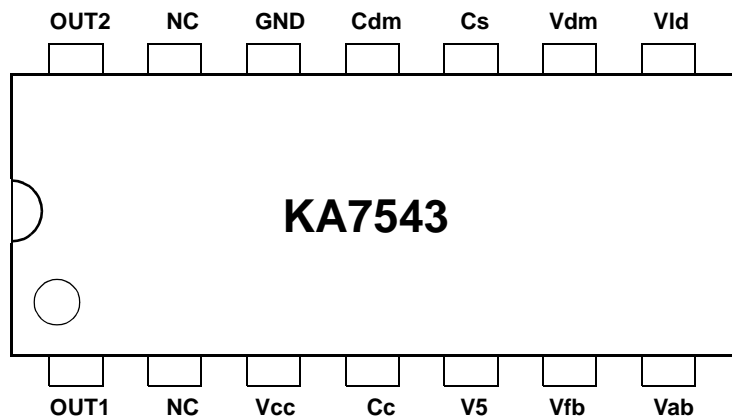 OUT2 NC GND Cdm Cs Vdm Vld
KA7543
OUT1 NC Vcc Cc V5 Vfb Vab